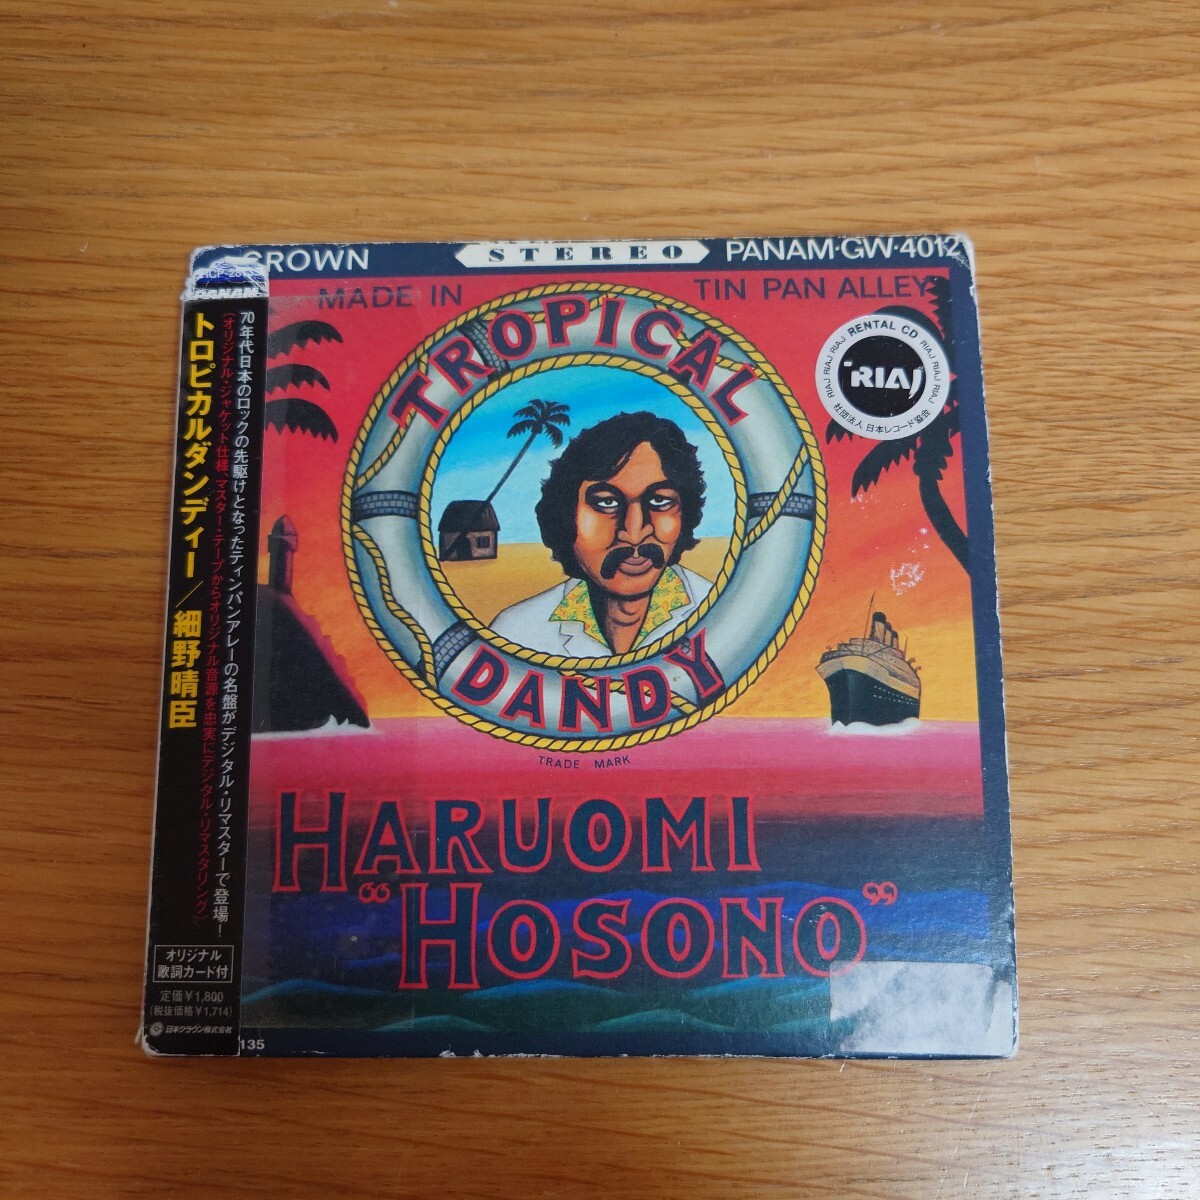 CROWN
STEREO
PANAM·GW·4012
MADE IN
TIN PAN ALLEY
TROPICAL
DANDY
TRADE MARK
HARUOMI
“HOSONO”
RENTAL CD
RIAJ RIAJ RIAJ
RIAJ
RIAJ RIAJ RIAJ
社団法人 日本レコード協会
PANAM
70年代日本のロックの先駆けとなったティンパンアレーの名盤がデジタル・リマスターで登場!
(オリジナル・ジャケット仕様、マスター・テープからオリジナル音源を忠実にデジタル・リマスタリング)
トロピカルダンディー/細野晴臣
オリジナル
歌詞カード付
定価¥1,800
(税抜価格¥1,714)
日本クラウン株式会社
135